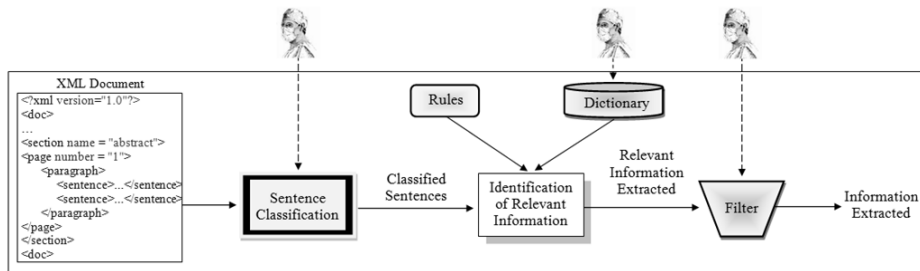 XML Document
<?xml version="1.0"?>
<doc>
...
<section name = "abstract">
<page number = "1">
<paragraph>
<sentence>...</sentence>
<sentence>...</sentence>
</paragraph>
</page>
</section>
<doc>
Sentence
Classification
Classified
Sentences
Rules
Dictionary
Identification
of Relevant
Information
Relevant
Information
Extracted
Filter
Information
Extracted